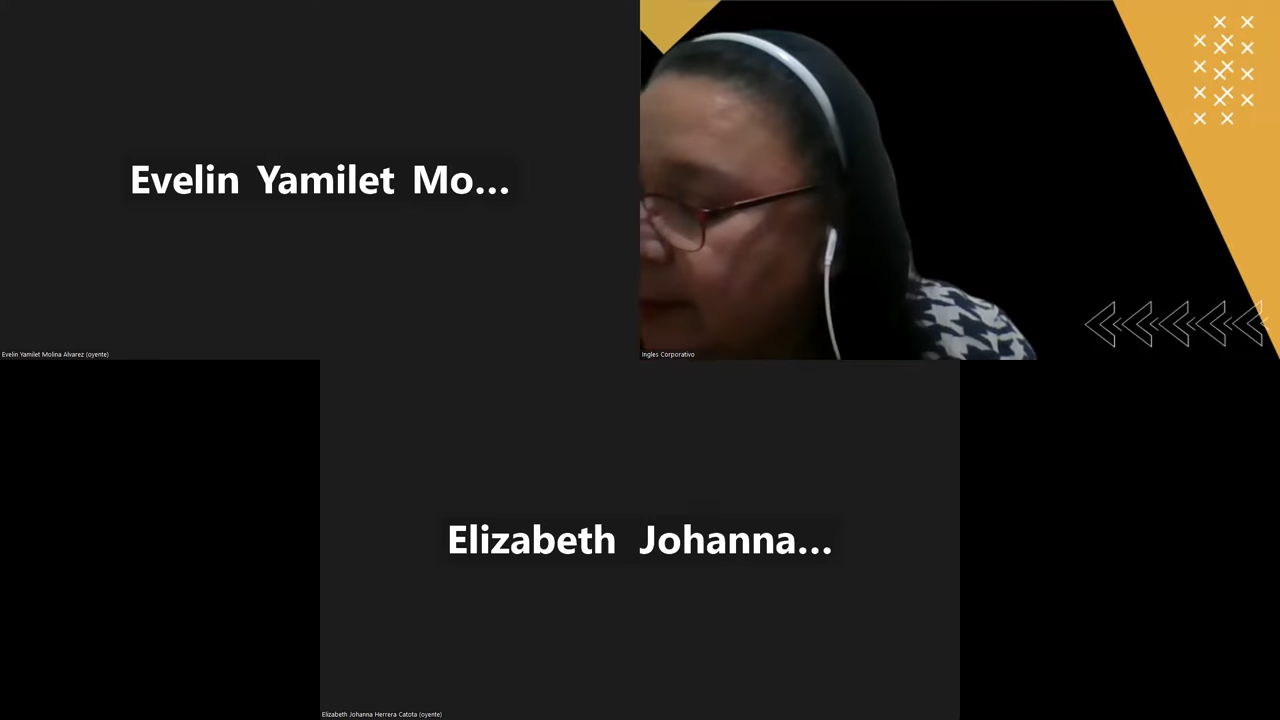 Evelin Yamilet Mo...
Evelin Yamilet Molina Alvarez (oyente)
Ingles Corporativo
Elizabeth Johanna...
Elizabeth Johanna Herrera Catota (oyente)